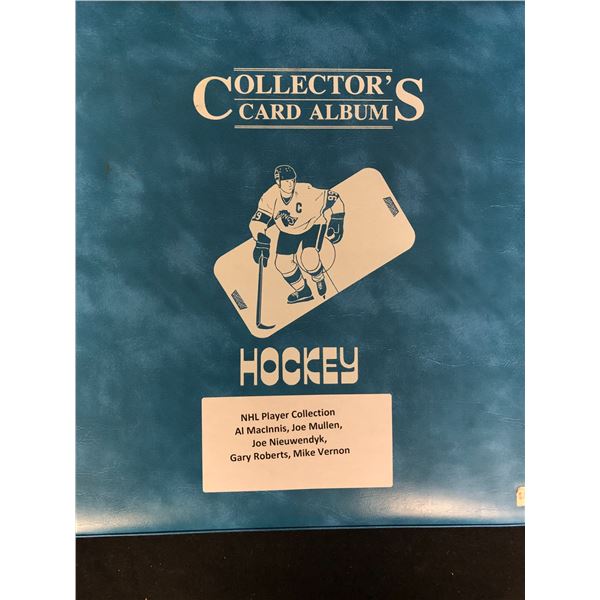 COLLECTOR'S
CARD ALBUM
C
HOCKEY
NHL Player Collection
Al MacInnis, Joe Mullen,
Joe Nieuwendyk,
Gary Roberts, Mike Vernon